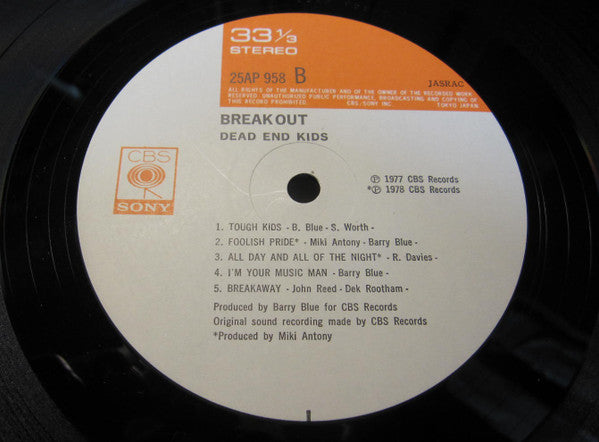 33 1/3
STEREO
25AP 958 B
JASRAC
ALL RIGHTS OF THE MANUFACTURER AND OF THE OWNER OF THE RECORDED WORK
RESERVED. UNAUTHORIZED PUBLIC PERFORMANCE, BROADCASTING AND COPYING OF
THIS RECORD PROHIBITED. CBS/SONY INC. TOKYO JAPAN
BREAK OUT
DEAD END KIDS
CBS
SONY
Ⓟ 1977 CBS Records
*Ⓟ 1978 CBS Records
1. TOUGH KIDS - B. Blue - S. Worth -
2. FOOLISH PRIDE* - Miki Antony - Barry Blue -
3. ALL DAY AND ALL OF THE NIGHT* - R. Davies -
4. I'M YOUR MUSIC MAN - Barry Blue -
5. BREAKAWAY - John Reed - Dek Rootham -
Produced by Barry Blue for CBS Records
Original sound recording made by CBS Records
*Produced by Miki Antony